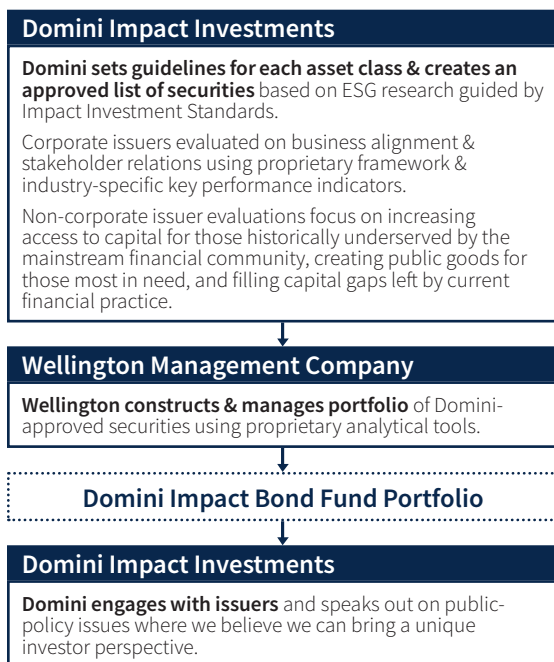 Domini Impact Investments
Domini sets guidelines for each asset class & creates an
approved list of securities based on ESG research guided by
Impact Investment Standards.
Corporate issuers evaluated on business alignment &
stakeholder relations using proprietary framework &
industry-specific key performance indicators.
Non-corporate issuer evaluations focus on increasing
access to capital for those historically underserved by the
mainstream financial community, creating public goods for
those most in need, and filling capital gaps left by current
financial practice.
Wellington Management Company
Wellington constructs & manages portfolio of Domini-
approved securities using proprietary analytical tools.
Domini Impact Bond Fund Portfolio
Domini Impact Investments
Domini engages with issuers and speaks out on public-
policy issues where we believe we can bring a unique
investor perspective.